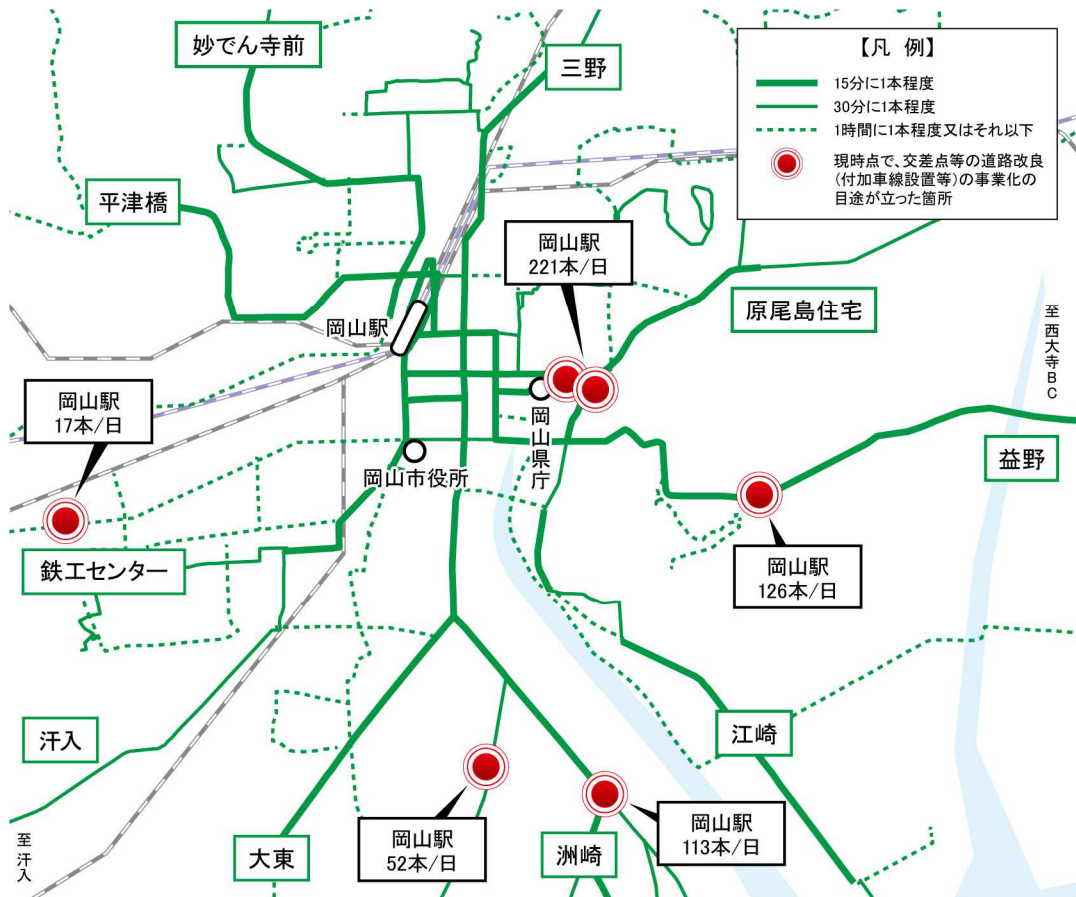 妙でん寺前
三野
【凡 例】
15分に1本程度
30分に1本程度
1時間に1本程度又はそれ以下
現時点で、交差点等の道路改良
(付加車線設置等)の事業化の
目途が立った箇所
平津橋
岡山駅
221本/日
原尾島住宅
岡山駅
至 西大寺BC
岡山駅
17本/日
岡山県庁
益野
岡山市役所
鉄工センター
岡山駅
126本/日
汗入
江崎
岡山駅
52本/日
岡山駅
113本/日
大東
洲崎
至 汗入